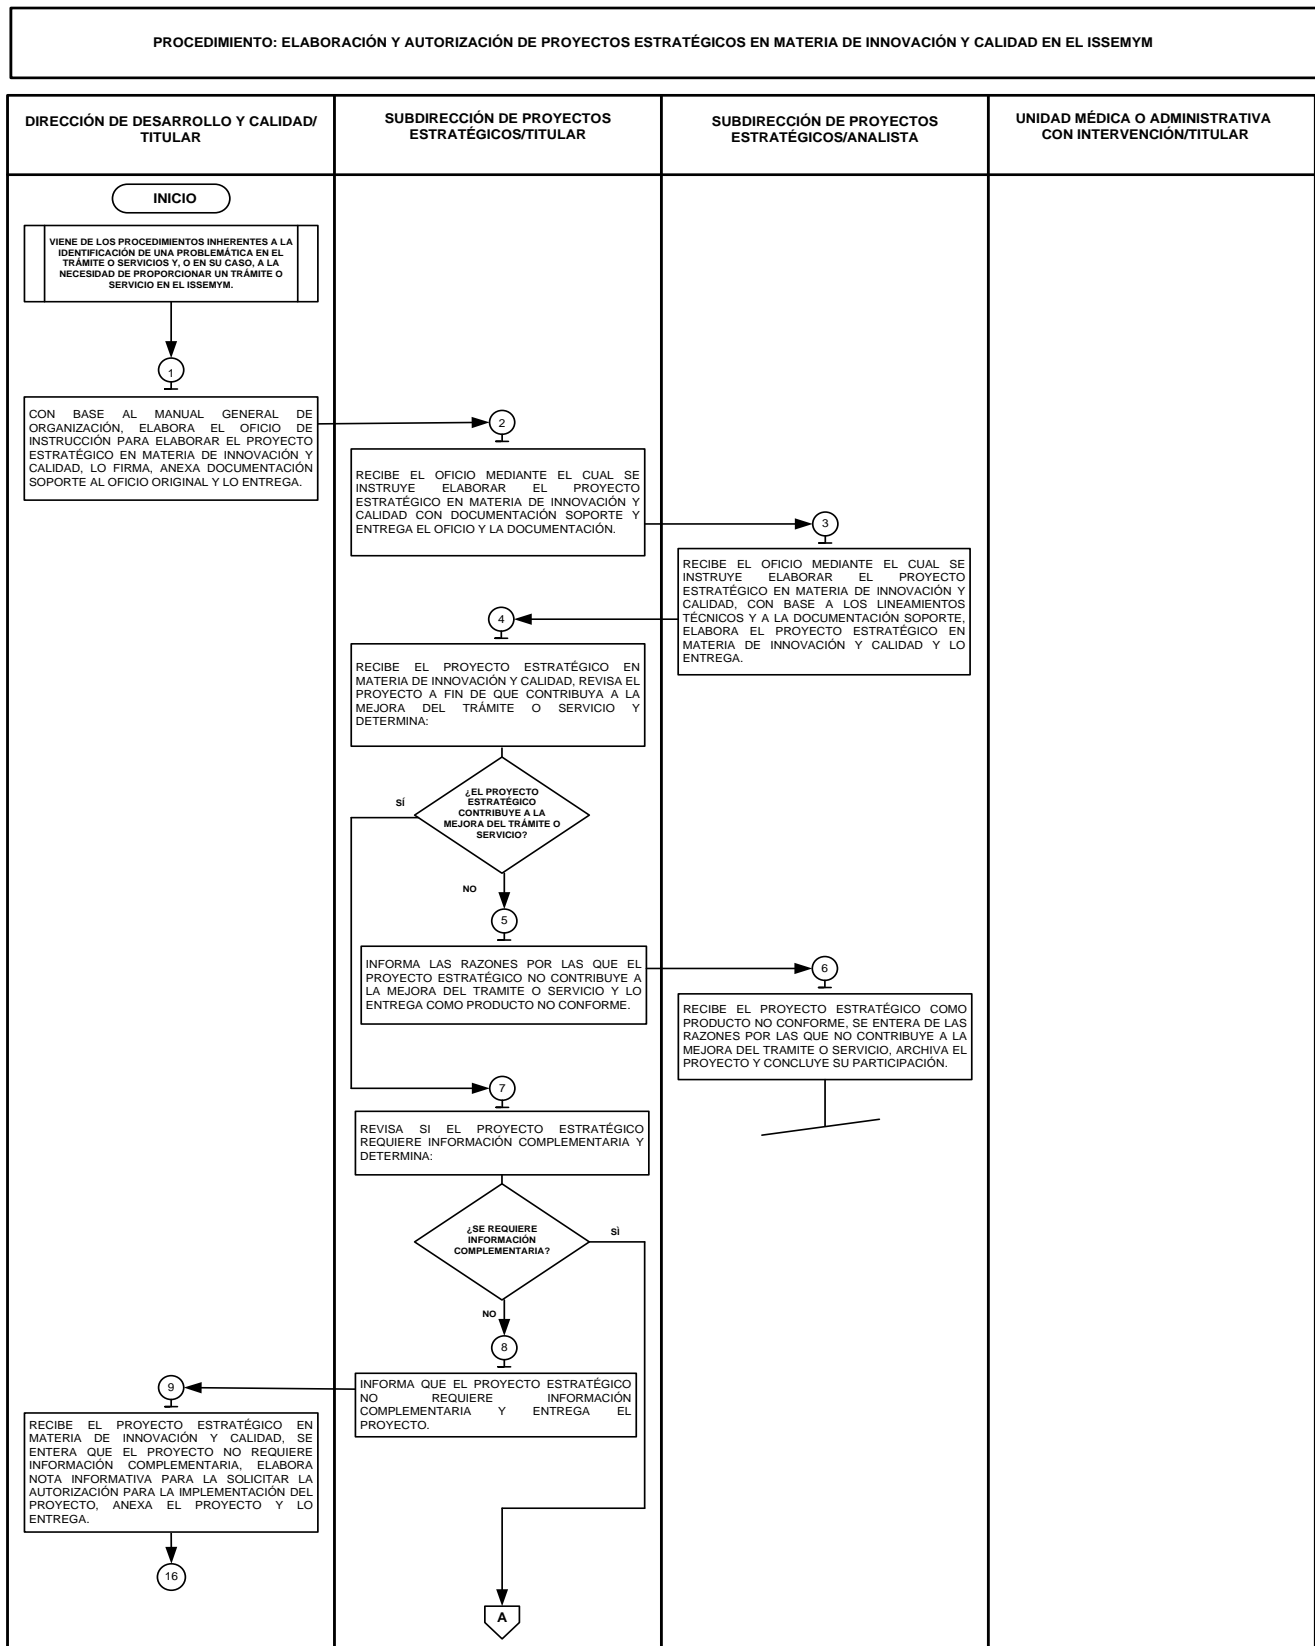 PROCEDIMIENTO: ELABORACIÓN Y AUTORIZACIÓN DE PROYECTOS ESTRATÉGICOS EN MATERIA DE INNOVACIÓN Y CALIDAD EN EL ISSEMYM
DIRECCIÓN DE DESARROLLO Y CALIDAD/
TITULAR
SUBDIRECCIÓN DE PROYECTOS
ESTRATÉGICOS/TITULAR
SUBDIRECCIÓN DE PROYECTOS
ESTRATÉGICOS/ANALISTA
UNIDAD MÉDICA O ADMINISTRATIVA
CON INTERVENCIÓN/TITULAR
INICIO
VIENE DE LOS PROCEDIMIENTOS INHERENTES A LA
IDENTIFICACIÓN DE UNA PROBLEMÁTICA EN EL
TRÁMITE O SERVICIOS Y, O EN SU CASO, A LA
NECESIDAD DE PROPORCIONAR UN TRÁMITE O
SERVICIO EN EL ISSEMYM.
1
CON BASE AL MANUAL GENERAL DE
ORGANIZACIÓN, ELABORA EL OFICIO DE
INSTRUCCIÓN PARA ELABORAR EL PROYECTO
ESTRATÉGICO EN MATERIA DE INNOVACIÓN Y
CALIDAD, LO FIRMA, ANEXA DOCUMENTACIÓN
SOPORTE AL OFICIO ORIGINAL Y LO ENTREGA.
2
RECIBE EL OFICIO MEDIANTE EL CUAL SE
INSTRUYE ELABORAR EL PROYECTO
ESTRATÉGICO EN MATERIA DE INNOVACIÓN Y
CALIDAD CON DOCUMENTACIÓN SOPORTE Y
ENTREGA EL OFICIO Y LA DOCUMENTACIÓN.
3
RECIBE EL OFICIO MEDIANTE EL CUAL SE
INSTRUYE ELABORAR EL PROYECTO
ESTRATÉGICO EN MATERIA DE INNOVACIÓN Y
CALIDAD, CON BASE A LOS LINEAMIENTOS
TÉCNICOS Y A LA DOCUMENTACIÓN SOPORTE,
ELABORA EL PROYECTO ESTRATÉGICO EN
MATERIA DE INNOVACIÓN Y CALIDAD Y LO
ENTREGA.
4
RECIBE EL PROYECTO ESTRATÉGICO EN
MATERIA DE INNOVACIÓN Y CALIDAD, REVISA EL
PROYECTO A FIN DE QUE CONTRIBUYA A LA
MEJORA DEL TRÁMITE O SERVICIO Y
DETERMINA:
¿EL PROYECTO
ESTRATÉGICO
CONTRIBUYE A LA
MEJORA DEL TRÁMITE O
SERVICIO?
SÍ
NO
5
INFORMA LAS RAZONES POR LAS QUE EL
PROYECTO ESTRATÉGICO NO CONTRIBUYE A
LA MEJORA DEL TRAMITE O SERVICIO Y LO
ENTREGA COMO PRODUCTO NO CONFORME.
6
RECIBE EL PROYECTO ESTRATÉGICO COMO
PRODUCTO NO CONFORME, SE ENTERA DE LAS
RAZONES POR LAS QUE NO CONTRIBUYE A LA
MEJORA DEL TRAMITE O SERVICIO, ARCHIVA EL
PROYECTO Y CONCLUYE SU PARTICIPACIÓN.
7
REVISA SI EL PROYECTO ESTRATÉGICO
REQUIERE INFORMACIÓN COMPLEMENTARIA Y
DETERMINA:
¿SE REQUIERE
INFORMACIÓN
COMPLEMENTARIA?
SÌ
NO
8
INFORMA QUE EL PROYECTO ESTRATÉGICO
NO REQUIERE INFORMACIÓN
COMPLEMENTARIA Y ENTREGA EL
PROYECTO.
9
RECIBE EL PROYECTO ESTRATÉGICO EN
MATERIA DE INNOVACIÓN Y CALIDAD, SE
ENTERA QUE EL PROYECTO NO REQUIERE
INFORMACIÓN COMPLEMENTARIA, ELABORA
NOTA INFORMATIVA PARA LA SOLICITAR LA
AUTORIZACIÓN PARA LA IMPLEMENTACIÓN DEL
PROYECTO, ANEXA EL PROYECTO Y LO
ENTREGA.
16
A